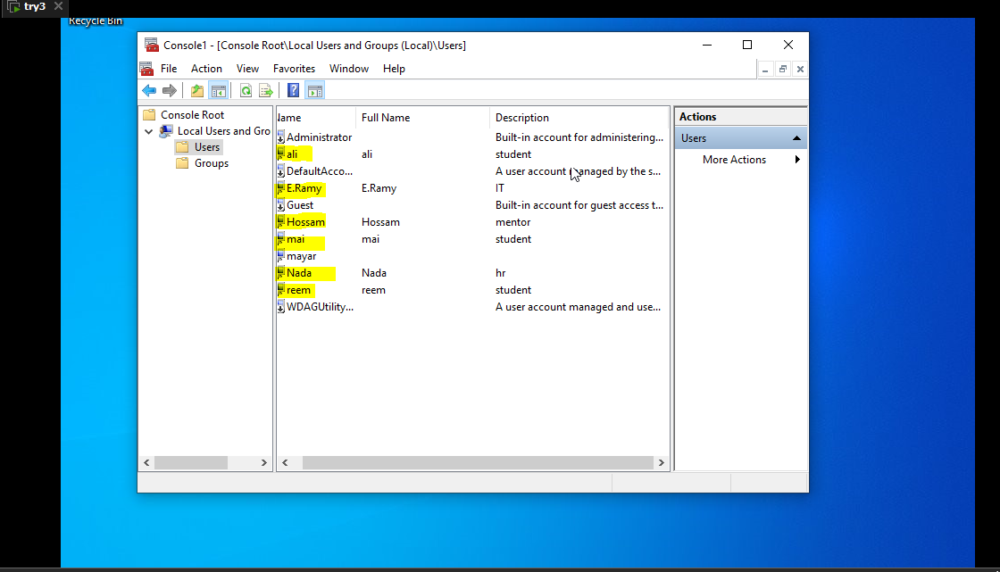 try3
Recycle Bin
Console1 - [Console Root\Local Users and Groups (Local)\Users]
File Action View Favorites Window Help
Console Root
Local Users and Gro
Users
Groups
Name Full Name Description
Administrator Built-in account for administering...
ali ali student
DefaultAcco... A user account managed by the s...
E.Ramy E.Ramy IT
Guest Built-in account for guest access t...
Hossam Hossam mentor
mai mai student
mayar
Nada Nada hr
reem reem student
WDAGUtility... A user account managed and use...
Actions
Users
More Actions